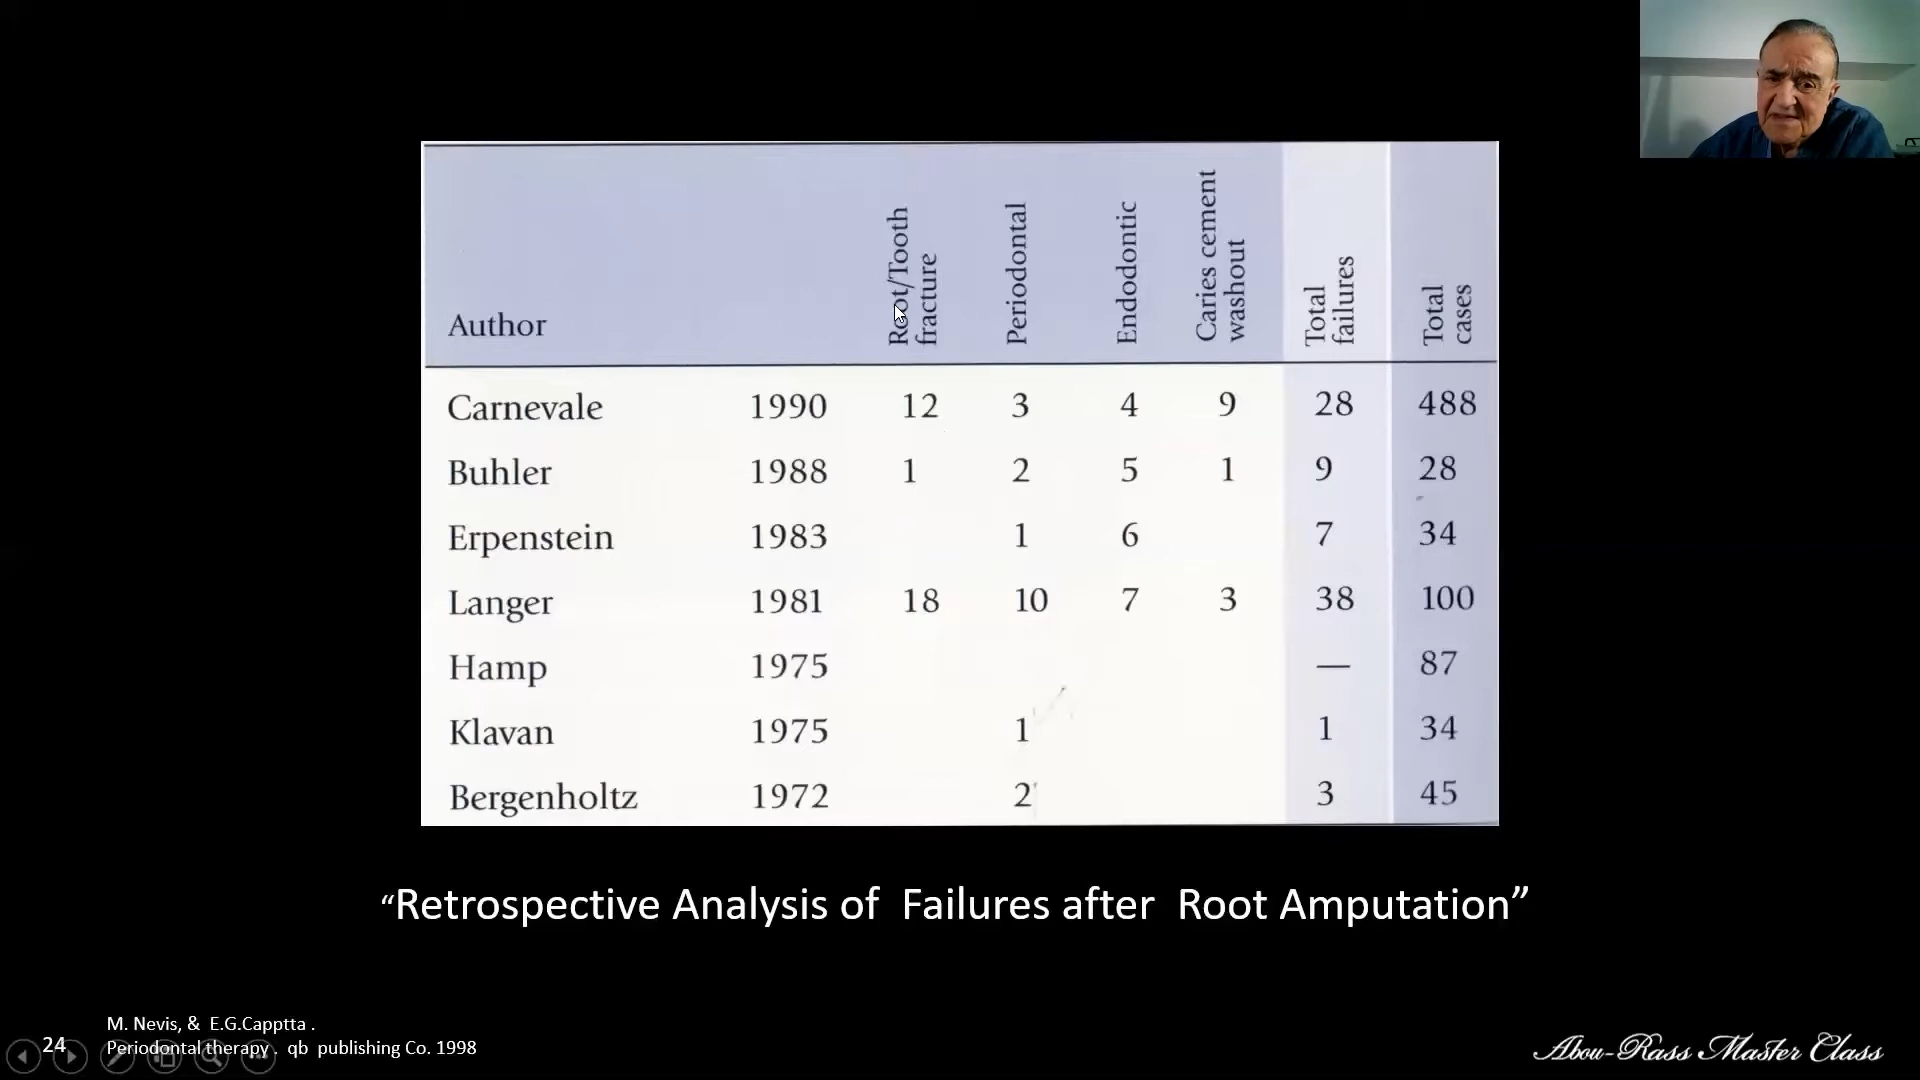 Author Root/Tooth fracture Periodontal Endodontic Caries cement washout Total failures Total cases
Carnevale 1990 12 3 4 9 28 488
Buhler 1988 1 2 5 1 9 28
Erpenstein 1983 1 6 7 34
Langer 1981 18 10 7 3 38 100
Hamp 1975 — 87
Klavan 1975 1 1 34
Bergenholtz 1972 2 3 45
“Retrospective Analysis of Failures after Root Amputation”
M. Nevis, & E.G.Capptta .
24
Periodontal therapy . qb publishing Co. 1998
Abou-Rass Master Class